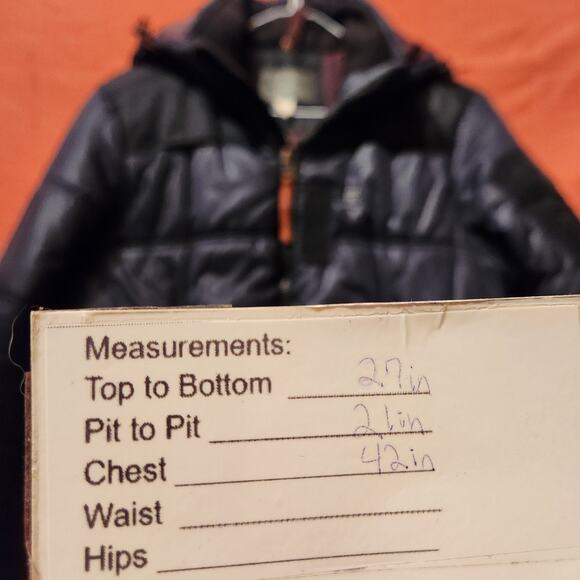 Measurements:
Top to Bottom 27in
Pit to Pit 21in
Chest 42in
Waist
Hips